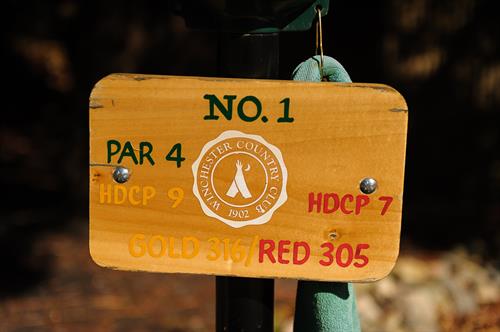 NO. 1
PAR 4
WINCHESTER COUNTRY CLUB
1902
HDCP 9
HDCP 7
GOLD 316/RED 305